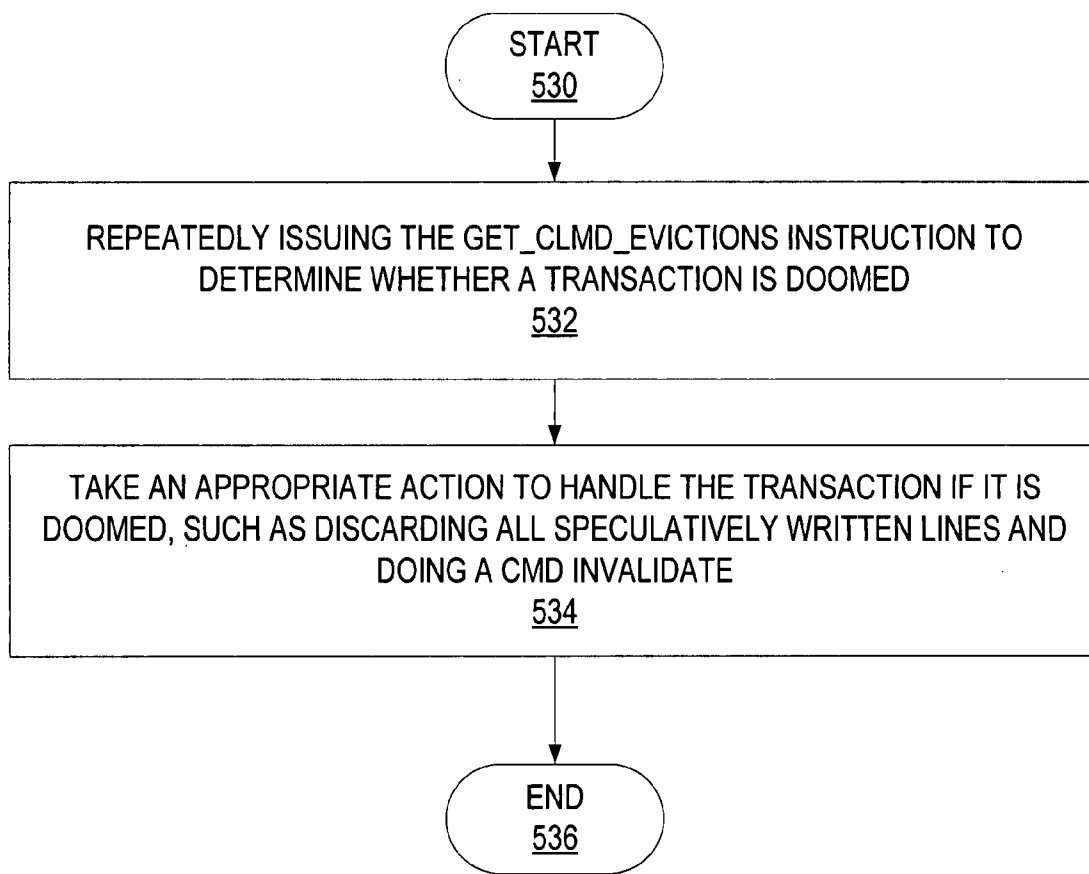 START
530
REPEATEDLY ISSUING THE GET_CLMD_EVICTIONS INSTRUCTION TO
DETERMINE WHETHER A TRANSACTION IS DOOMED
532
TAKE AN APPROPRIATE ACTION TO HANDLE THE TRANSACTION IF IT IS
DOOMED, SUCH AS DISCARDING ALL SPECULATIVELY WRITTEN LINES AND
DOING A CMD INVALIDATE
534
END
536